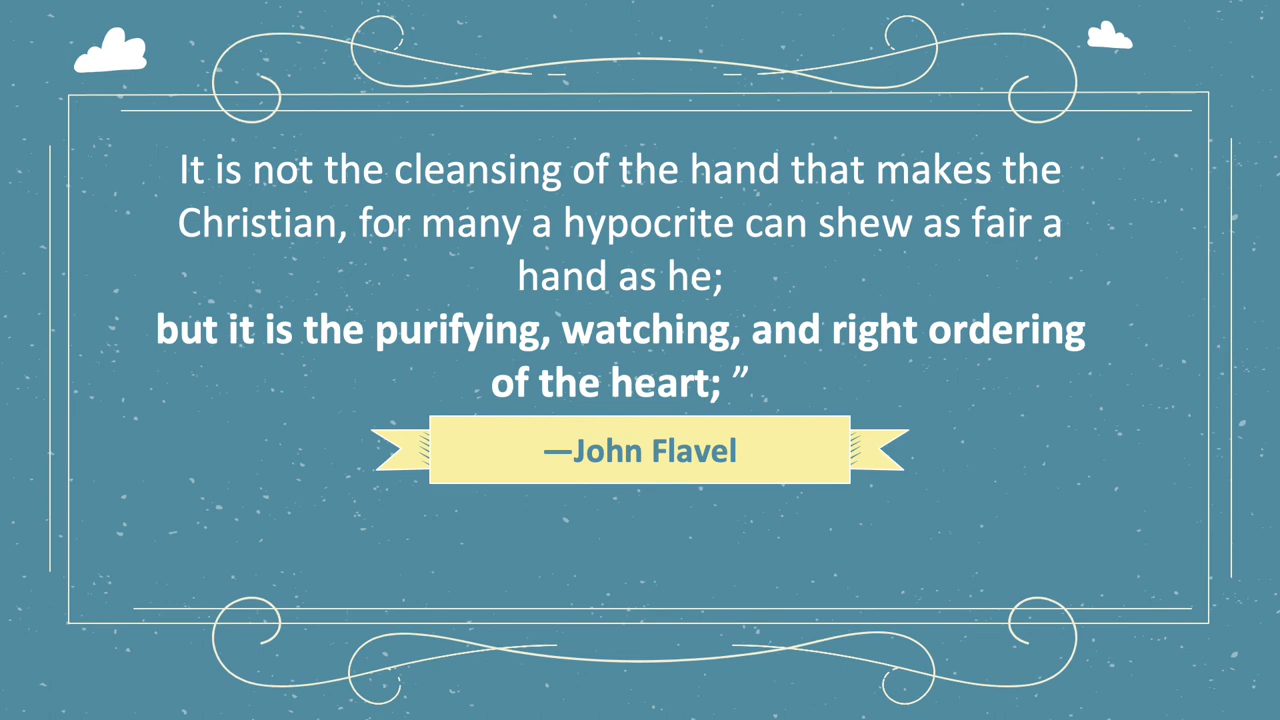 It is not the cleansing of the hand that makes the
Christian, for many a hypocrite can shew as fair a
hand as he;
but it is the purifying, watching, and right ordering
of the heart; ”
—John Flavel